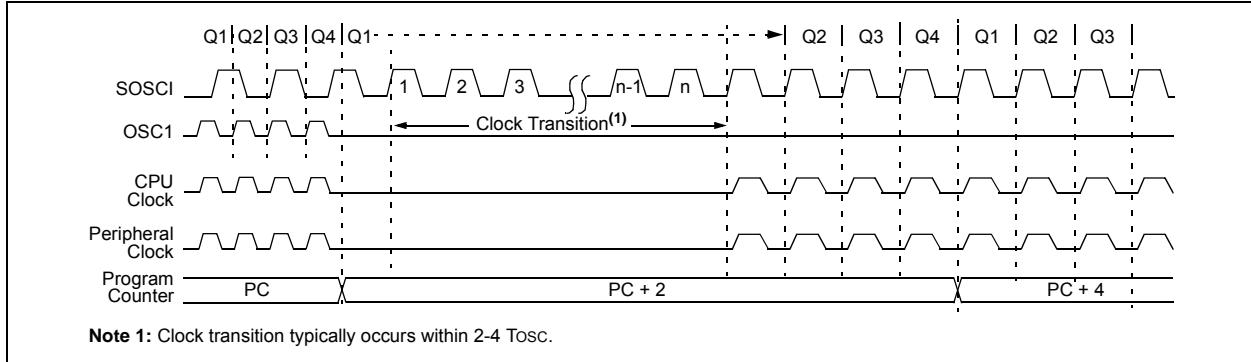 Q1 Q2 Q3 Q4 Q1 Q2 Q3 Q4 Q1 Q2 Q3
SOSCI 1 2 3 n-1 n
OSC1 Clock Transition(1)
CPU
Clock
Peripheral
Clock
Program
Counter PC PC + 2 PC + 4
Note 1: Clock transition typically occurs within 2-4 TOSC.